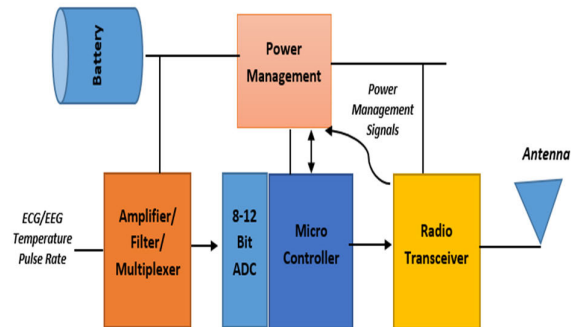 Battery
Power
Management
Power
Management
Signals
Antenna
ECG/EEG
Temperature
Pulse Rate
Amplifier/
Filter/
Multiplexer
8-12
Bit
ADC
Micro
Controller
Radio
Transceiver